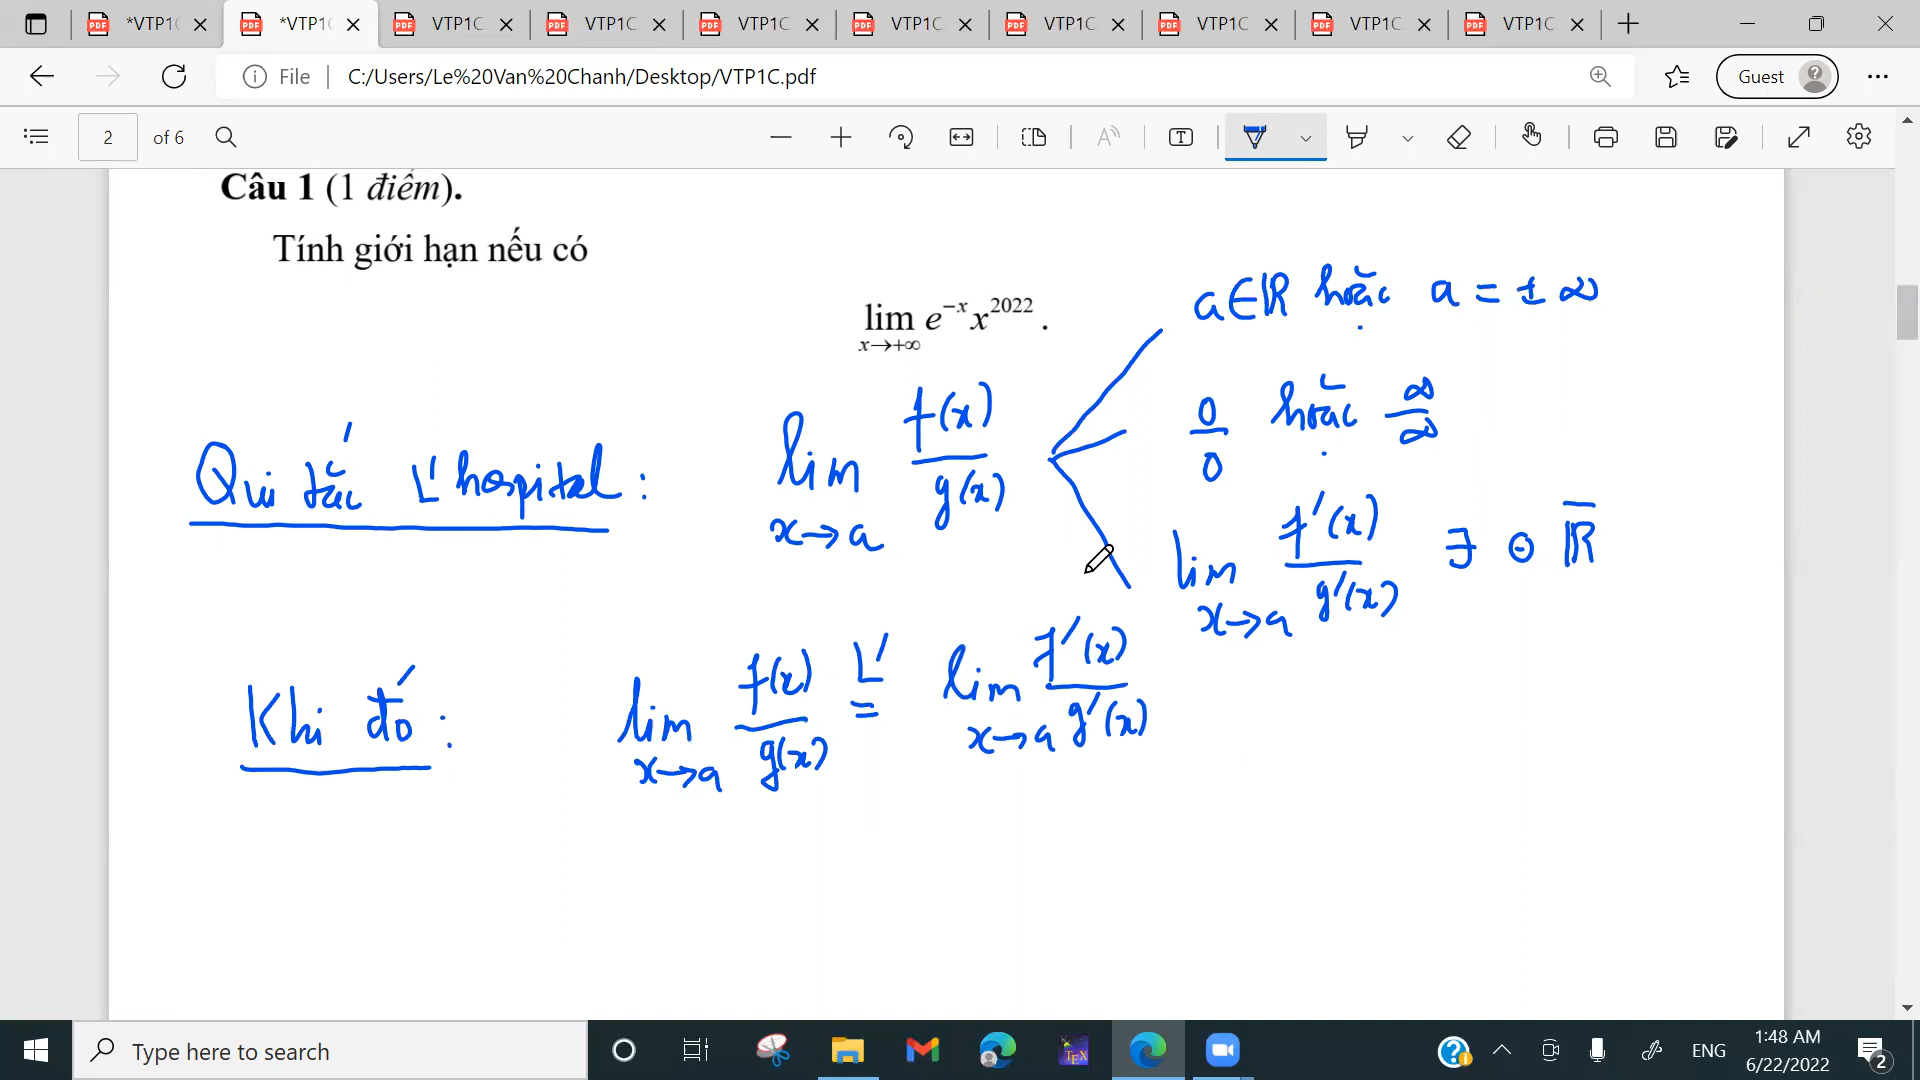 *VTP1C *VTP1C VTP1C VTP1C VTP1C VTP1C VTP1C VTP1C VTP1C VTP1C
File C:/Users/Le%20Van%20Chanh/Desktop/VTP1C.pdf Guest
2 of 6
Câu 1 (1 điểm).
Tính giới hạn nếu có
lim x→+∞ e^{-x} x^{2022} .
a ∈ ℝ hoặc a = ± ∞
0/0 hoặc ∞/∞
Qui tắc L'hospital : lim x→a f(x)/g(x)
lim x→a f'(x)/g'(x) ∃ ℝ̄
Khi đó : lim x→a f(x)/g(x) L'= lim x→a f'(x)/g'(x)
Type here to search
ENG
1:48 AM
6/22/2022
2